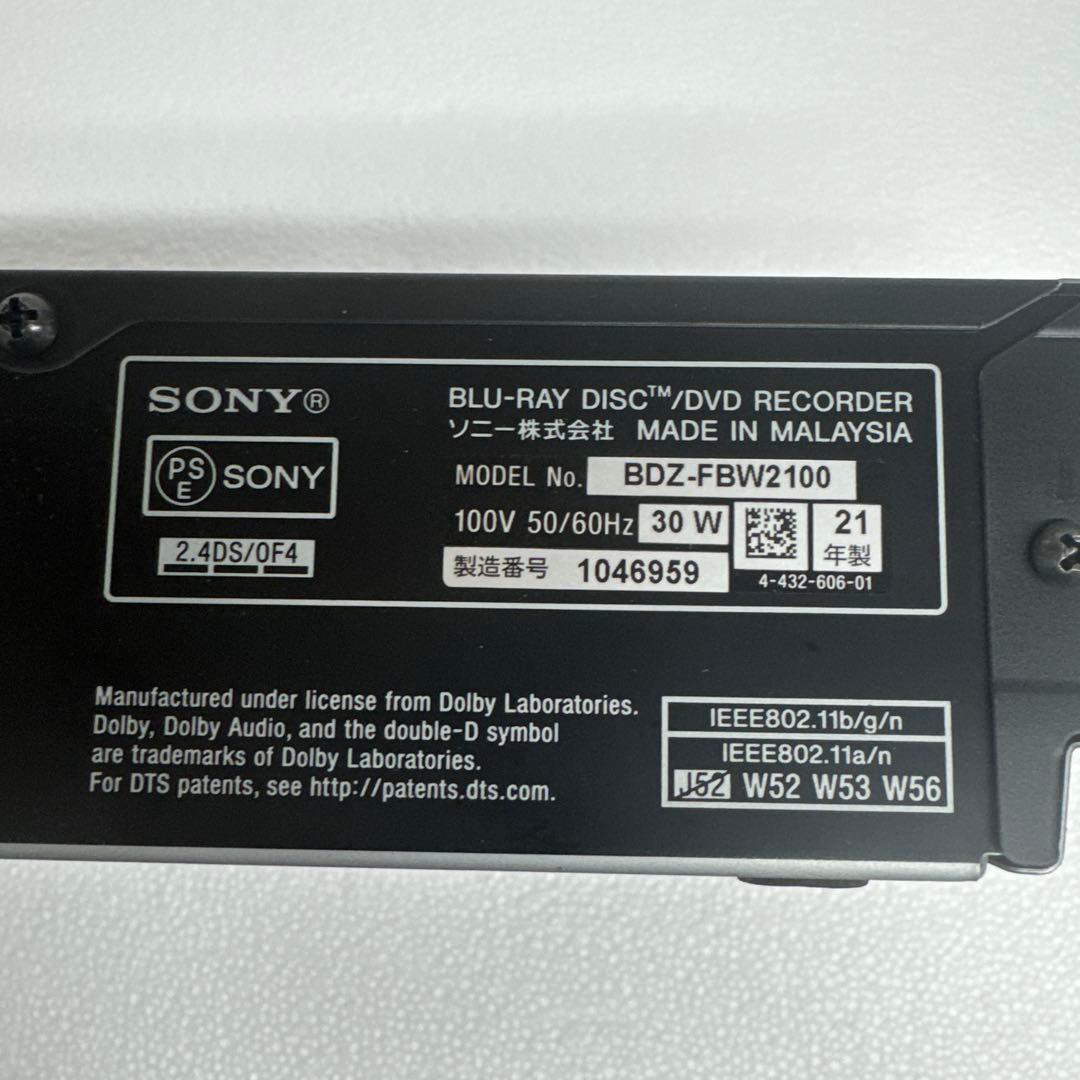 SONY®
PS E SONY
2.4DS/OF4
BLU-RAY DISC™/DVD RECORDER
ソニー株式会社 MADE IN MALAYSIA
MODEL No. BDZ-FBW2100
100V 50/60Hz 30 W
21年製
製造番号 1046959
4-432-606-01
Manufactured under license from Dolby Laboratories.
Dolby, Dolby Audio, and the double-D symbol
are trademarks of Dolby Laboratories.
For DTS patents, see http://patents.dts.com.
IEEE802.11b/g/n
IEEE802.11a/n
J52 W52 W53 W56